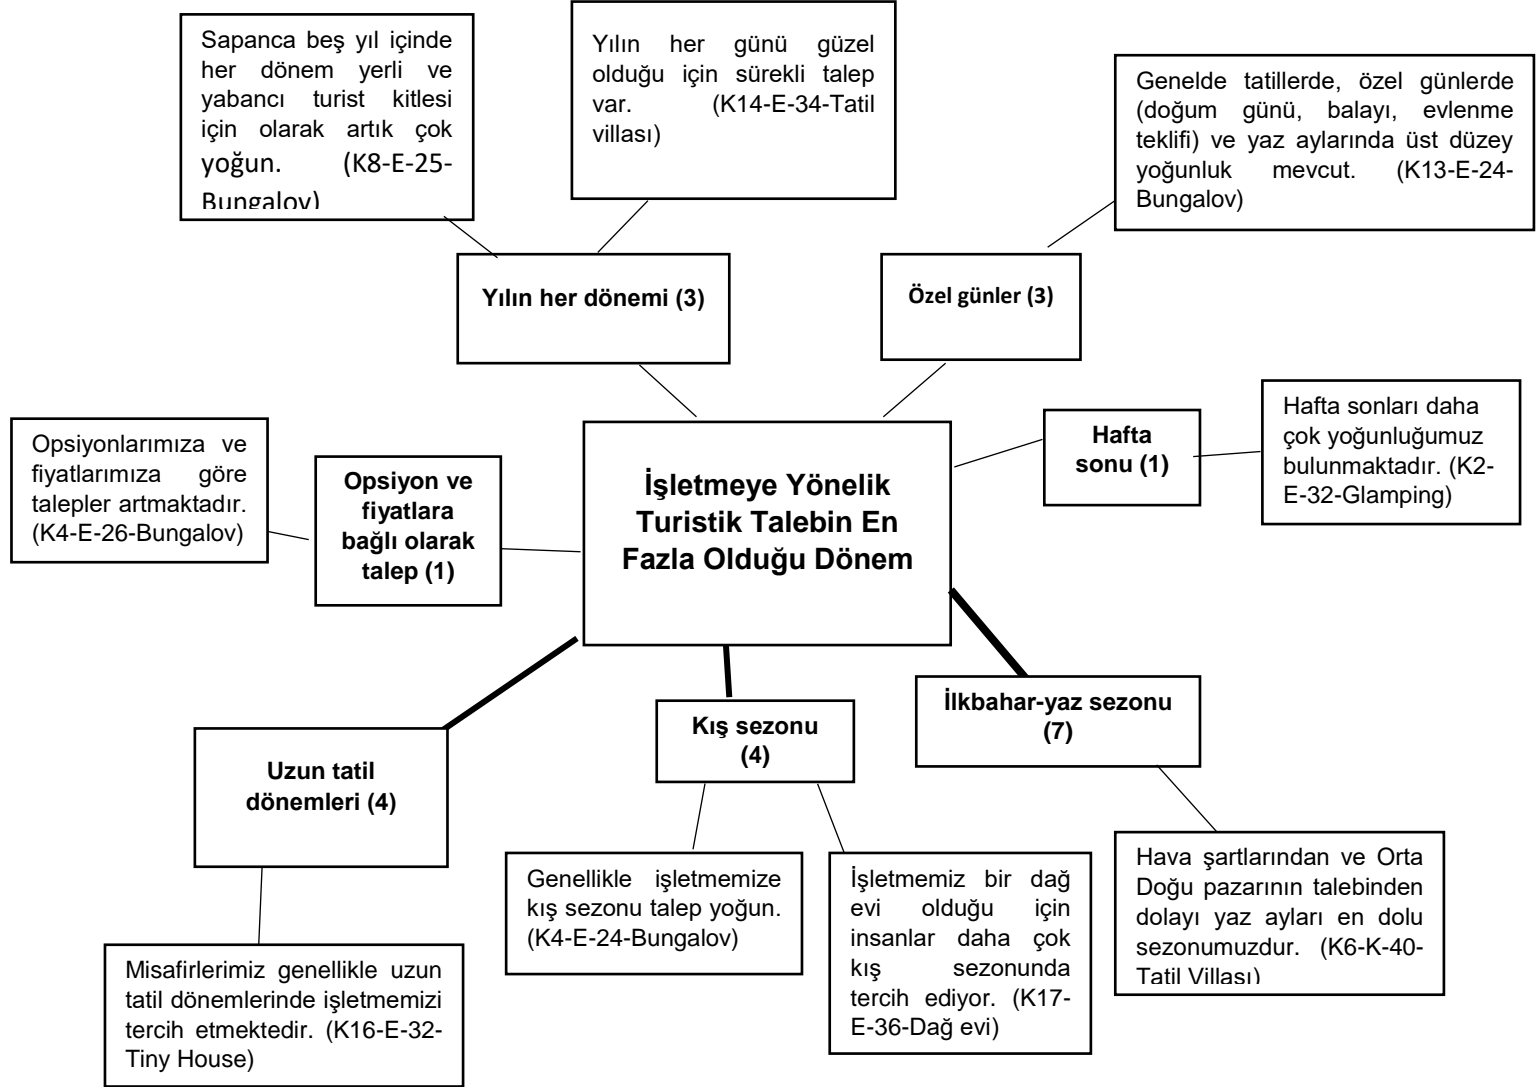 Sapanca beş yıl içinde
her dönem yerli ve
yabancı turist kitlesi
için olarak artık çok
yoğun. (K8-E-25-
Bungalov)
Yılın her günü güzel
olduğu için sürekli talep
var. (K14-E-34-Tatil
villası)
Genelde tatillerde, özel günlerde
(doğum günü, balayı, evlenme
teklifi) ve yaz aylarında üst düzey
yoğunluk mevcut. (K13-E-24-
Bungalov)
Yılın her dönemi (3)
Özel günler (3)
Opsiyonlarımıza ve
fiyatlarımıza göre
talepler artmaktadır.
(K4-E-26-Bungalov)
Opsiyon ve
fiyatlara
bağlı olarak
talep (1)
İşletmeye Yönelik
Turistik Talebin En
Fazla Olduğu Dönem
Hafta
sonu (1)
Hafta sonları daha
çok yoğunluğumuz
bulunmaktadır. (K2-
E-32-Glamping)
Uzun tatil
dönemleri (4)
Kış sezonu
(4)
İlkbahar-yaz sezonu
(7)
Misafirlerimiz genellikle uzun
tatil dönemlerinde işletmemizi
tercih etmektedir. (K16-E-32-
Tiny House)
Genellikle işletmemize
kış sezonu talep yoğun.
(K4-E-24-Bungalov)
İşletmemiz bir dağ
evi olduğu için
insanlar daha çok
kış sezonunda
tercih ediyor. (K17-
E-36-Dağ evi)
Hava şartlarından ve Orta
Doğu pazarının talebinden
dolayı yaz ayları en dolu
sezonumuzdur. (K6-K-40-
Tatil Villası)